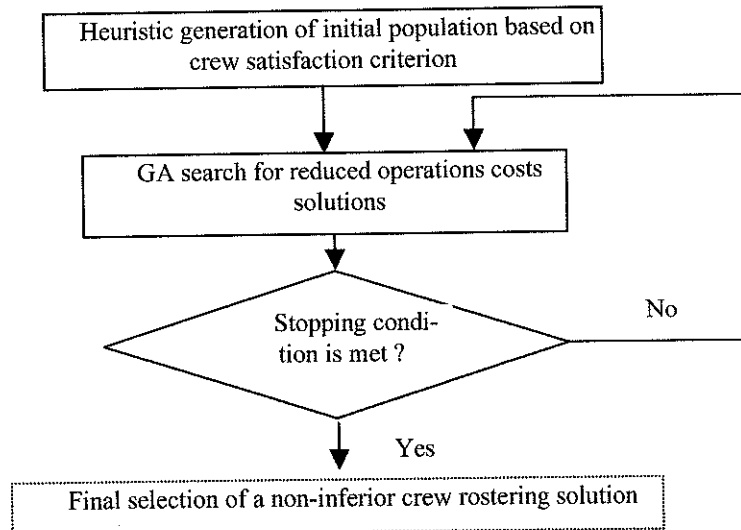 Heuristic generation of initial population based on
crew satisfaction criterion
GA search for reduced operations costs
solutions
Stopping condi-
tion is met ?
No
Yes
Final selection of a non-inferior crew rostering solution